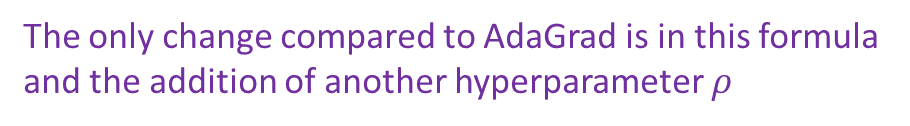 The only change compared to AdaGrad is in this formula
and the addition of another hyperparameter ρ